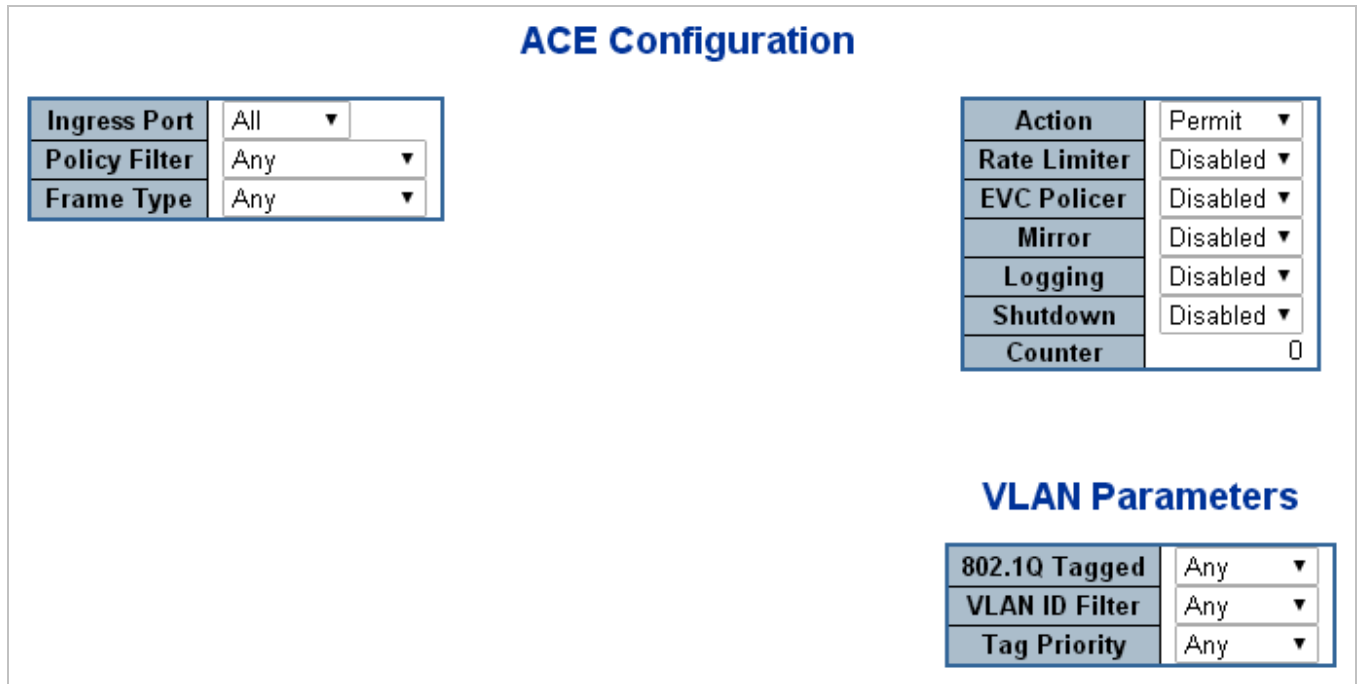 ACE Configuration
Ingress Port All
Policy Filter Any
Frame Type Any
Action Permit
Rate Limiter Disabled
EVC Policer Disabled
Mirror Disabled
Logging Disabled
Shutdown Disabled
Counter 0
VLAN Parameters
802.1Q Tagged Any
VLAN ID Filter Any
Tag Priority Any